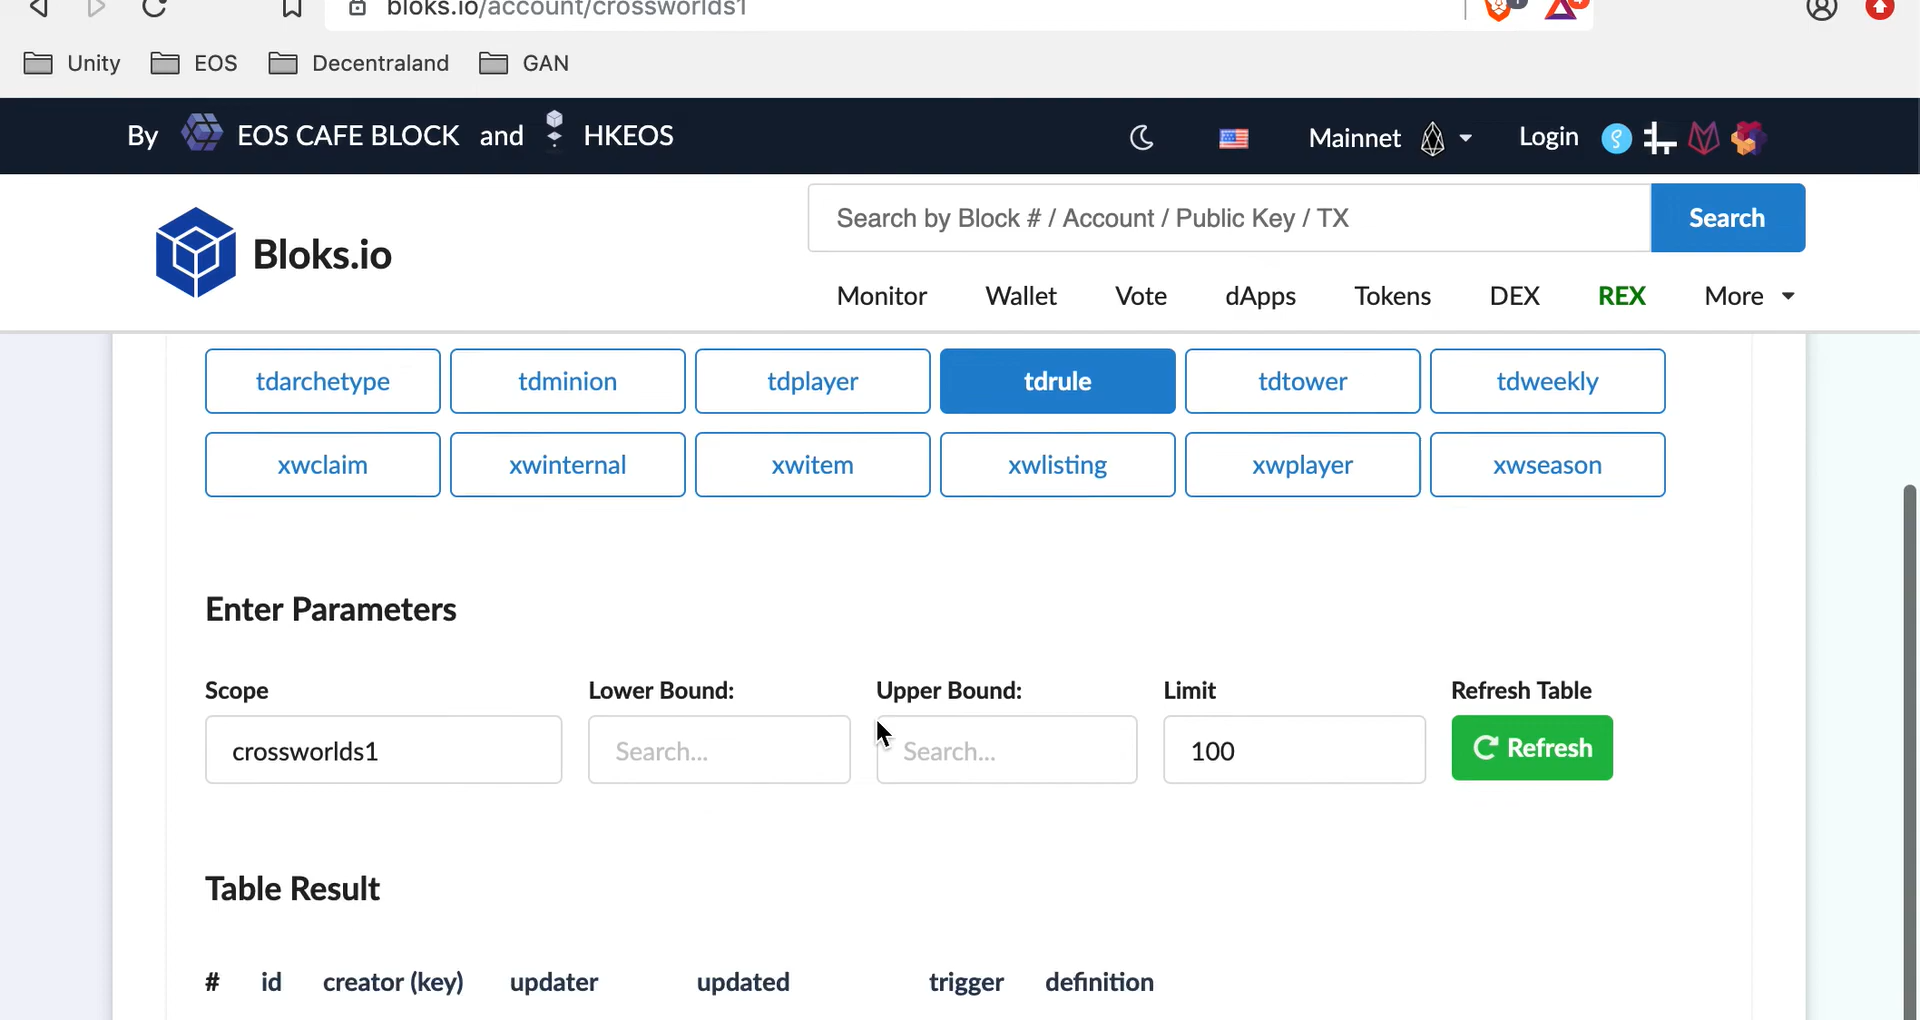 bloks.io/account/crossworlds1
Unity EOS Decentraland GAN
By EOS CAFE BLOCK and HKEOS Mainnet Login
Search by Block # / Account / Public Key / TX Search
Bloks.io
Monitor Wallet Vote dApps Tokens DEX REX More
tdarchetype tdminion tdplayer tdrule tdtower tdweekly
xwclaim xwinternal xwitem xwlisting xwplayer xwseason
Enter Parameters
Scope Lower Bound: Upper Bound: Limit Refresh Table
crossworlds1 Search... Search... 100 Refresh
Table Result
# id creator (key) updater updated trigger definition